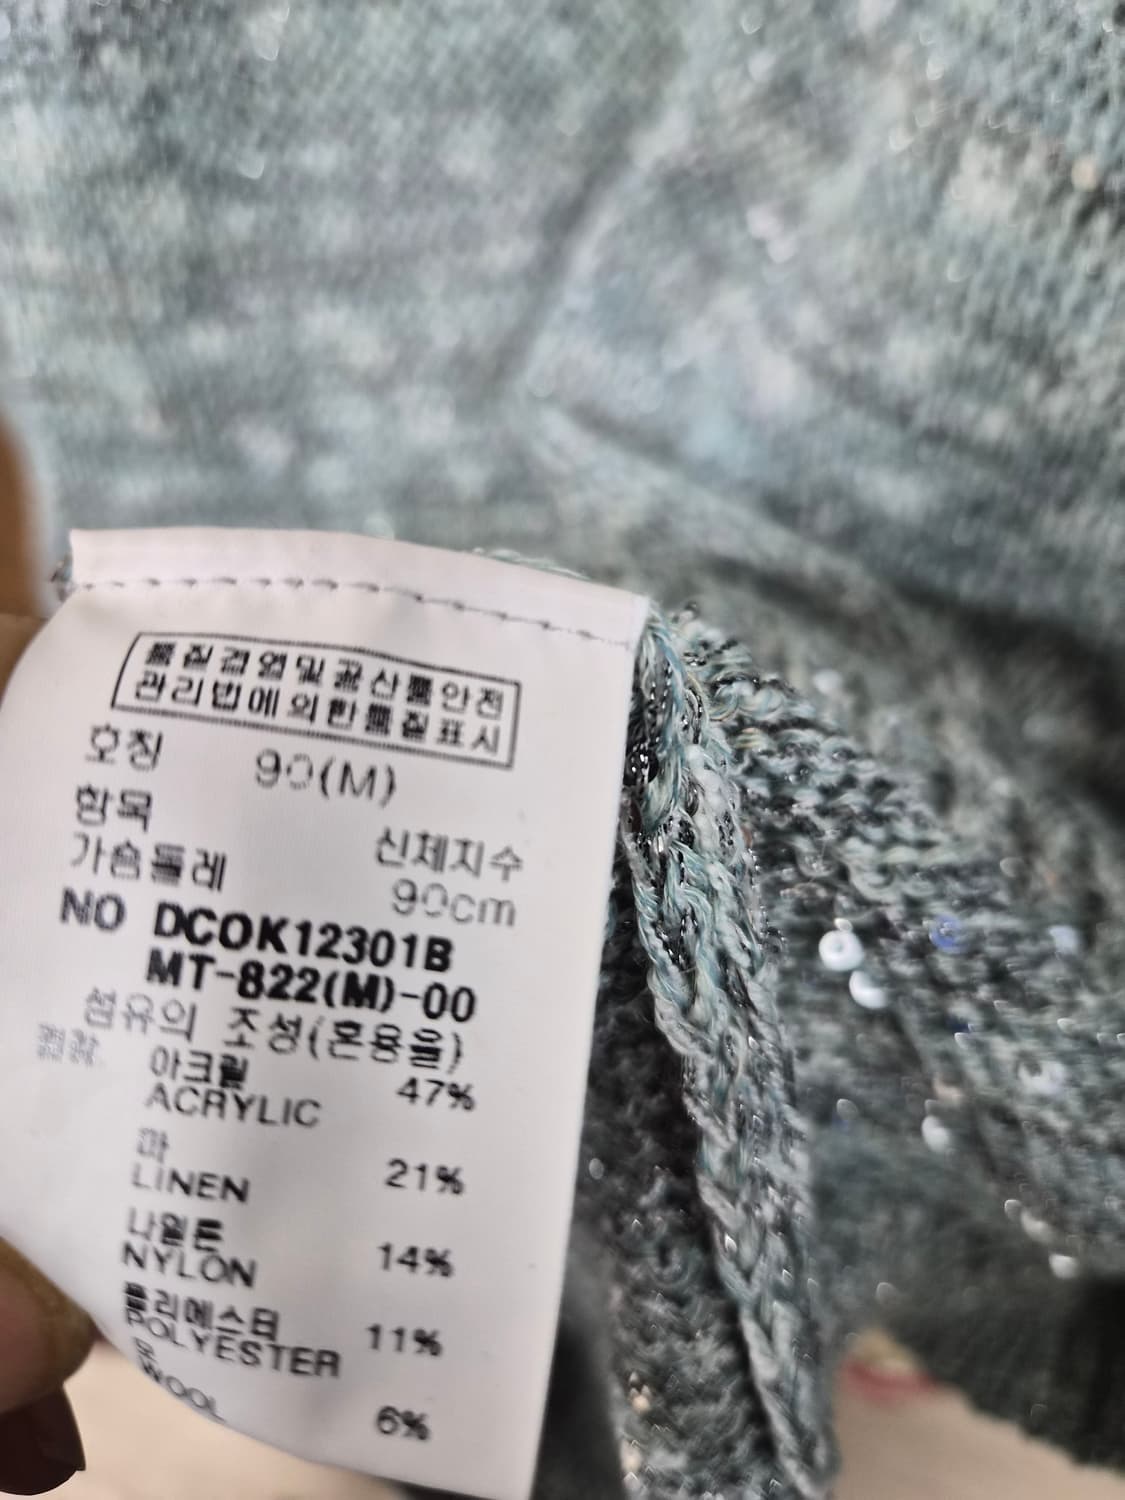 품질경영및공산품안전
관리법에의한품질표시
호칭 90(M)
항목 신체지수
가슴둘레 90cm
NO DCOK12301B
MT-822(M)-00
섬유의 조성(혼용율)
겉감
아크릴 47%
ACRYLIC
마 21%
LINEN
나일론 14%
NYLON
폴리에스터 11%
POLYESTER
모
WOOL 6%